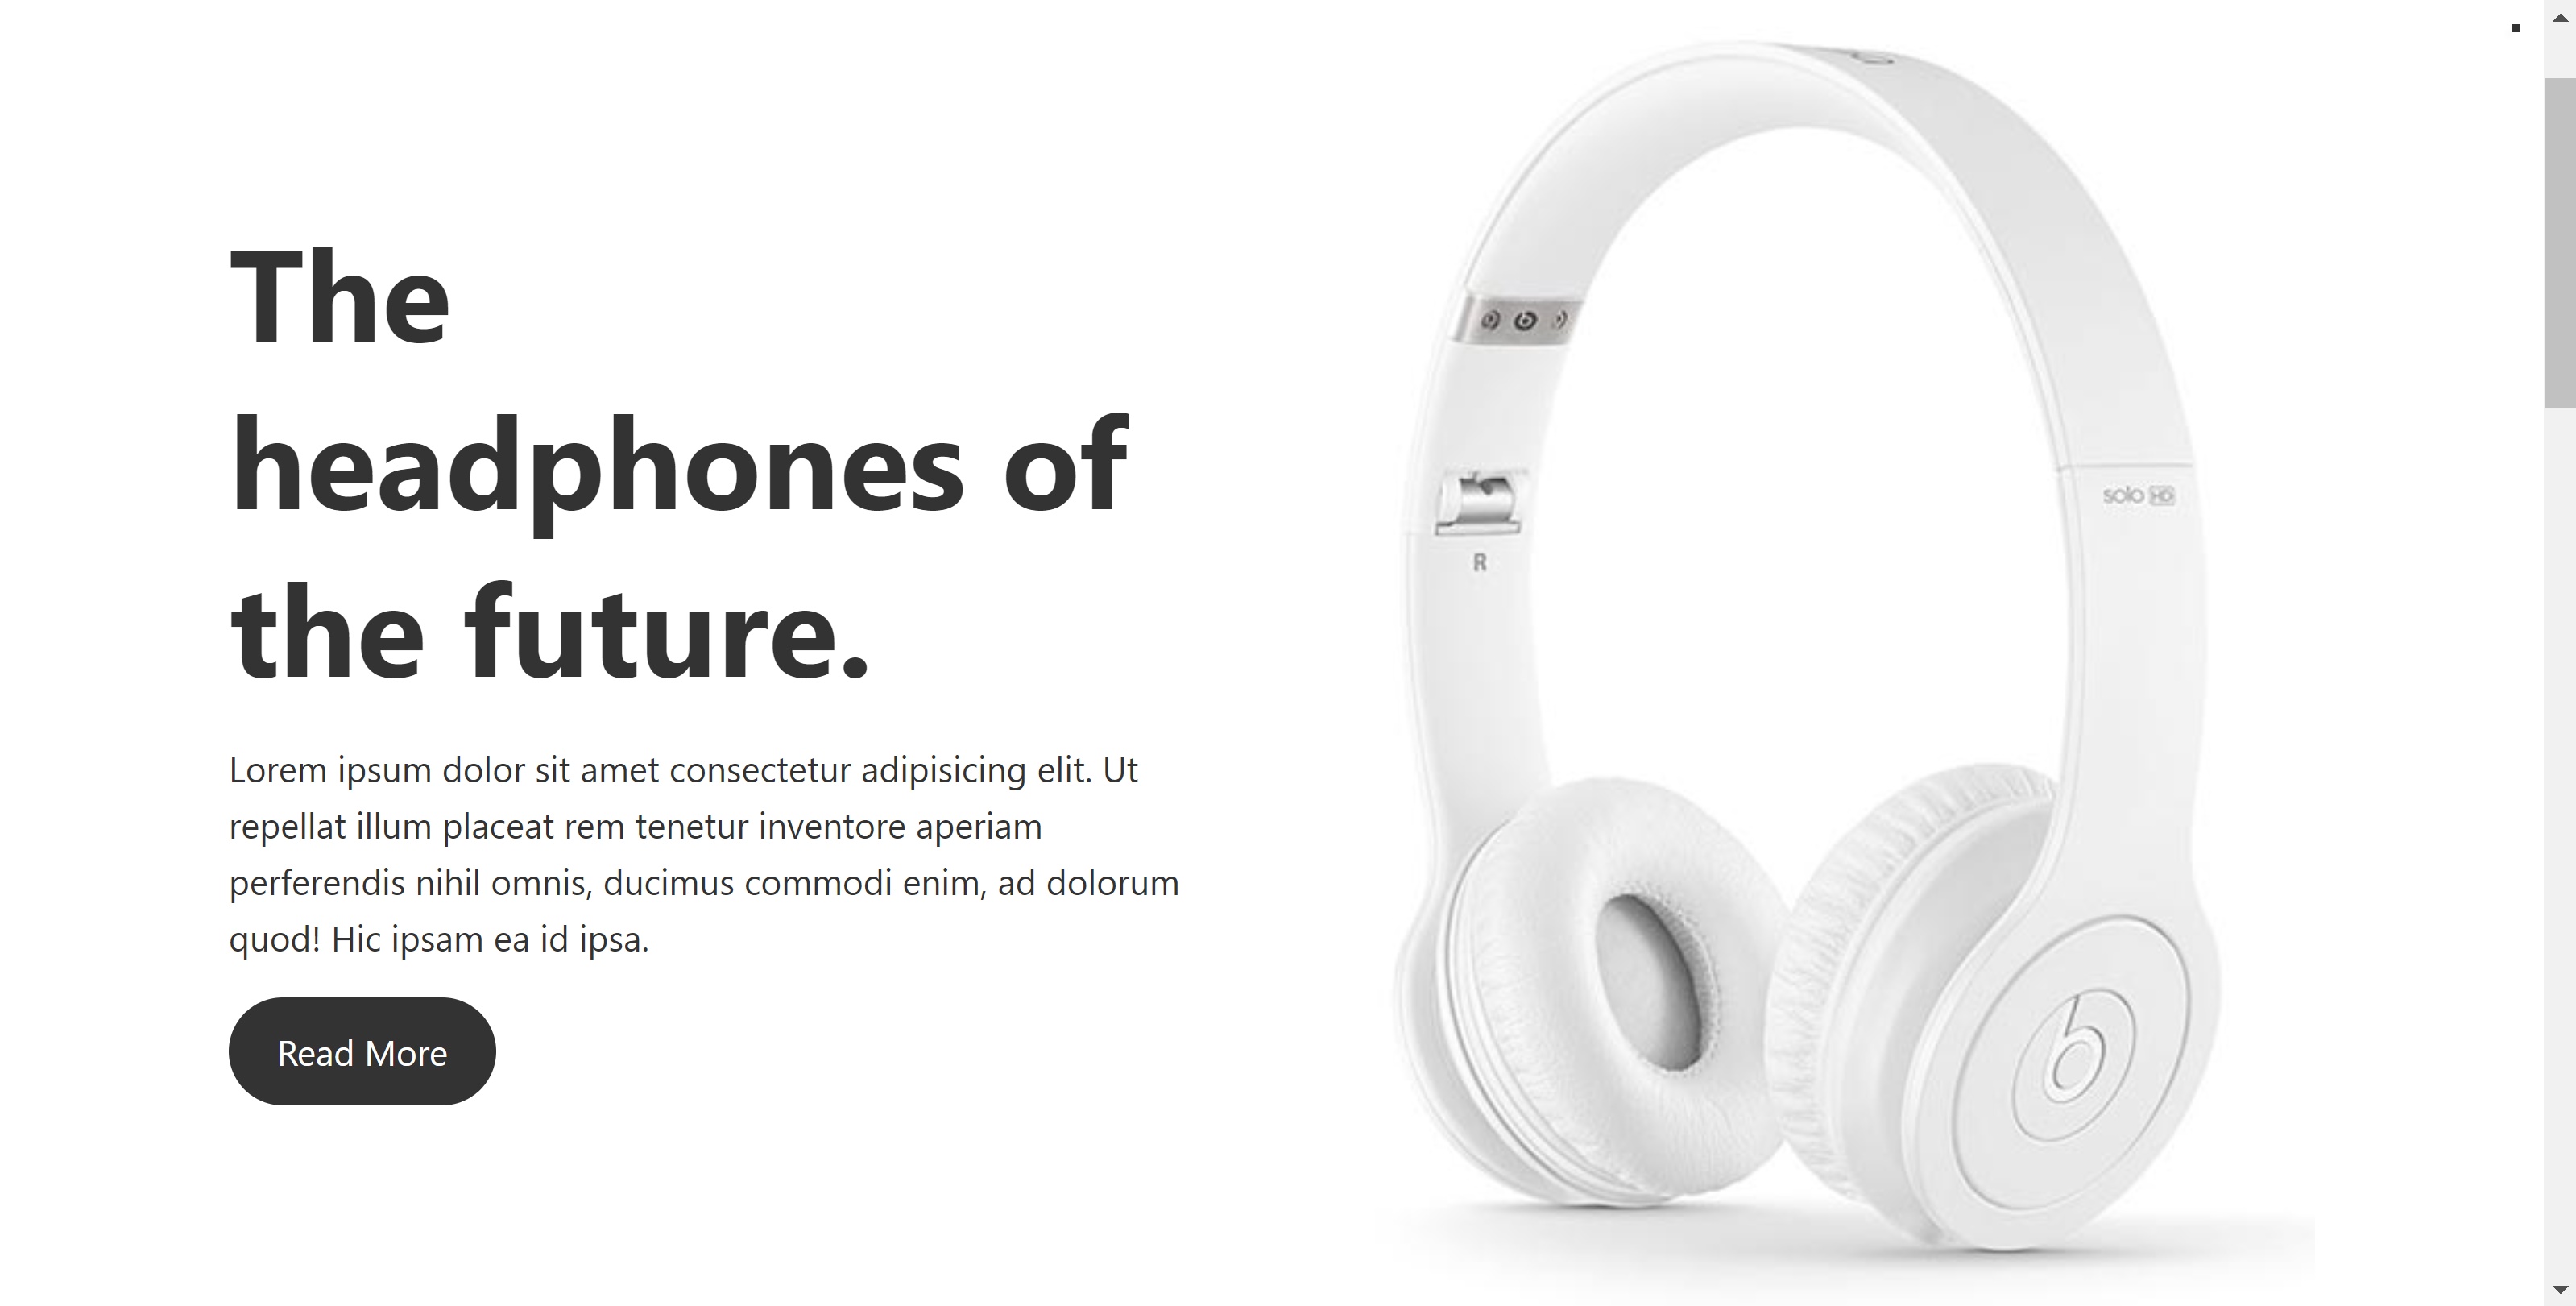 The
headphones of
the future.
Lorem ipsum dolor sit amet consectetur adipisicing elit. Ut
repellat illum placeat rem tenetur inventore aperiam
perferendis nihil omnis, ducimus commodi enim, ad dolorum
quod! Hic ipsam ea id ipsa.
Read More
solo HD
R
b